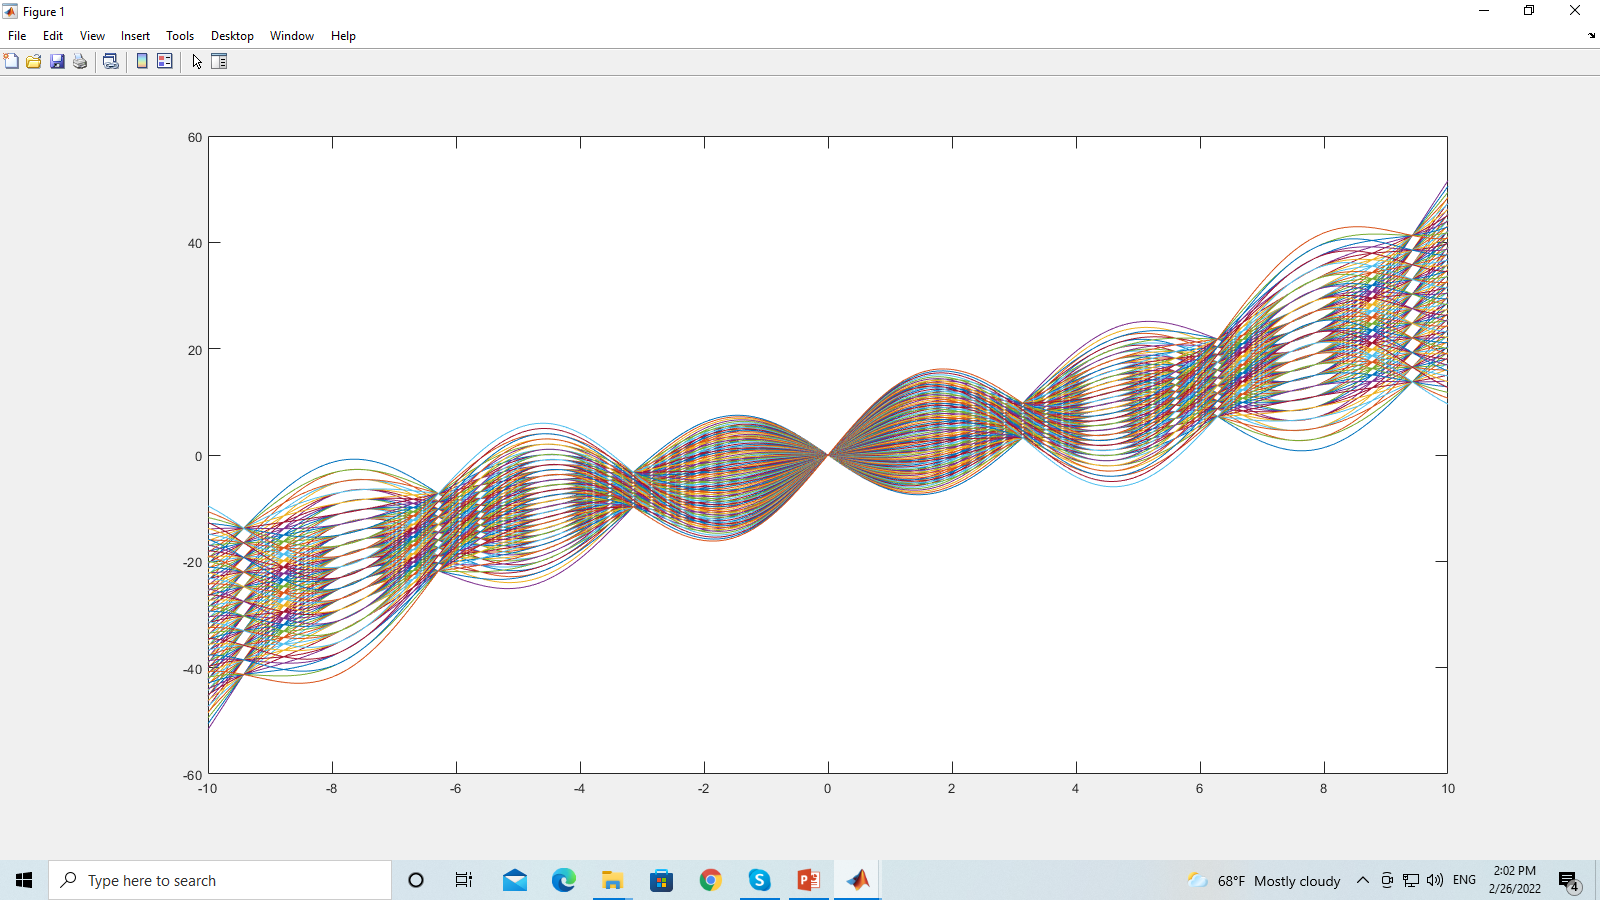 Figure 1
File Edit View Insert Tools Desktop Window Help
60
40
20
0
-20
-40
-60
-10 -8 -6 -4 -2 0 2 4 6 8 10
Type here to search
68°F Mostly cloudy
ENG
2:02 PM
2/26/2022
4